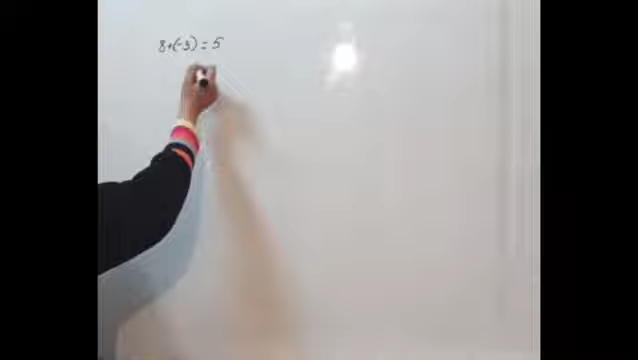 8+(-3) = 5